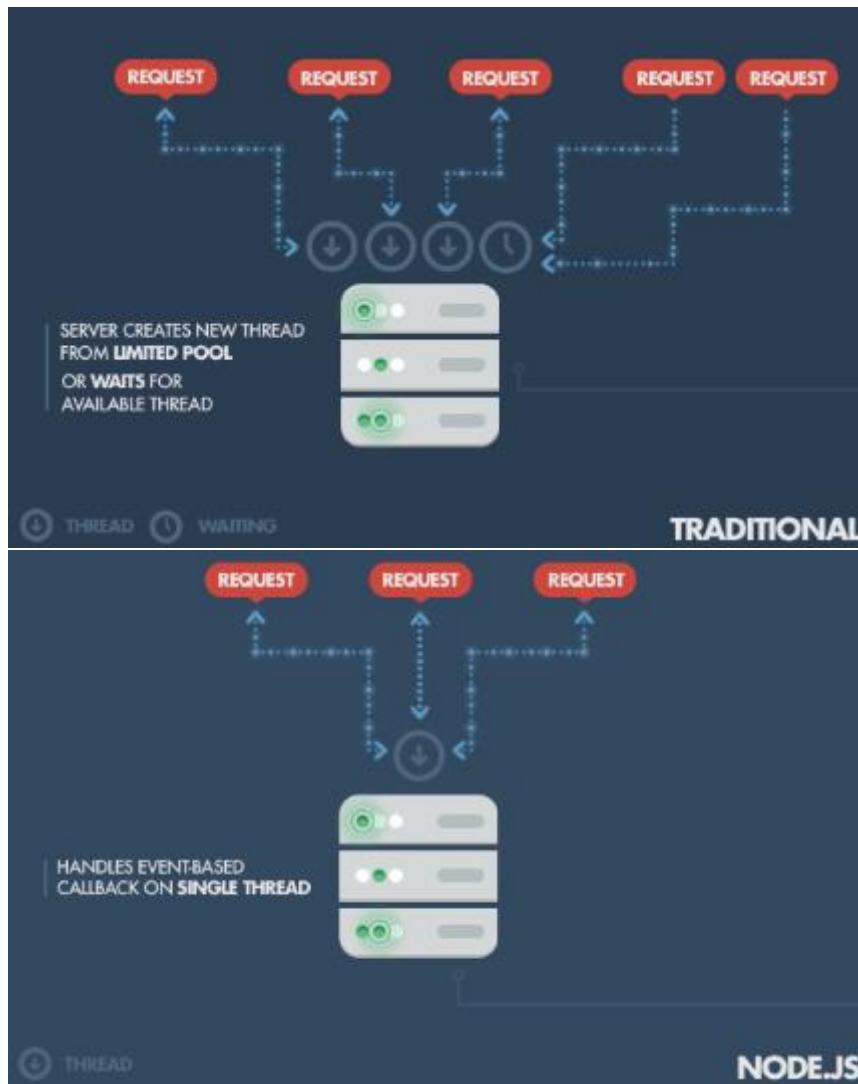 REQUEST REQUEST REQUEST REQUEST REQUEST
SERVER CREATES NEW THREAD
FROM LIMITED POOL
OR WAITS FOR
AVAILABLE THREAD
THREAD WAITING
TRADITIONAL
REQUEST REQUEST REQUEST
HANDLES EVENT-BASED
CALLBACK ON SINGLE THREAD
THREAD
NODE.JS